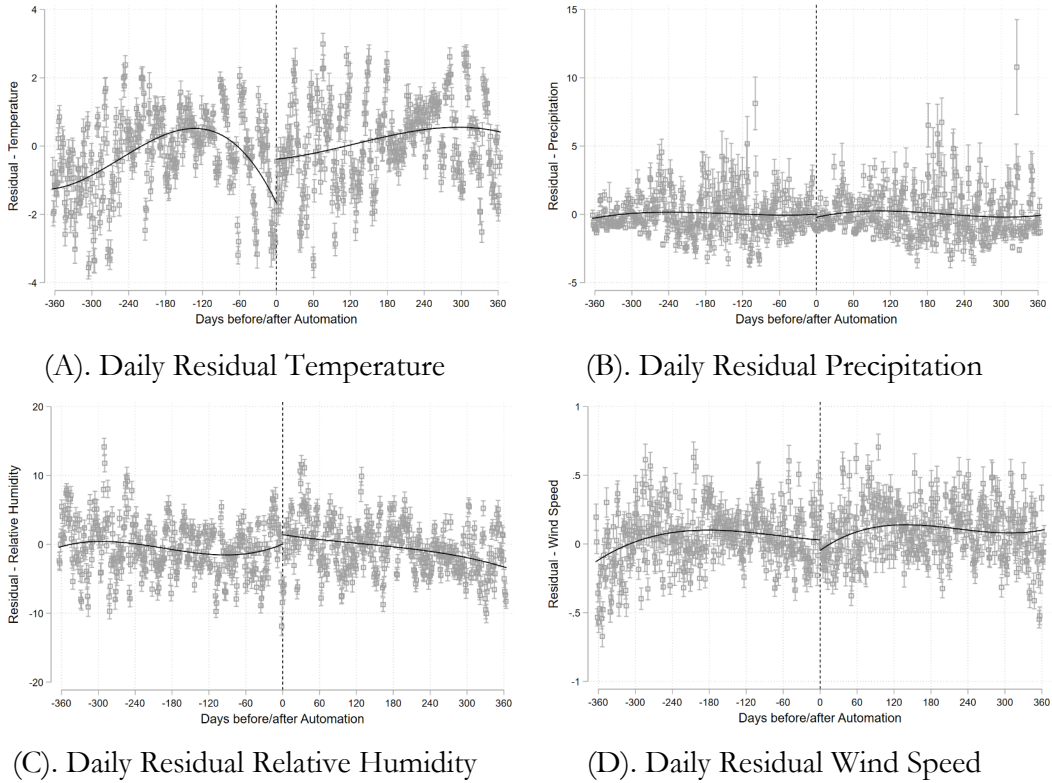 4
2
0
-2
-4
Residual - Temperature
-360 -300 -240 -180 -120 -60 0 60 120 180 240 300 360
Days before/after Automation
(A). Daily Residual Temperature
15
10
5
0
-5
Residual - Precipitation
-360 -300 -240 -180 -120 -60 0 60 120 180 240 300 360
Days before/after Automation
(B). Daily Residual Precipitation
20
10
0
-10
-20
Residual - Relative Humidity
-360 -300 -240 -180 -120 -60 0 60 120 180 240 300 360
Days before/after Automation
(C). Daily Residual Relative Humidity
1
.5
0
-.5
-1
Residual - Wind Speed
-360 -300 -240 -180 -120 -60 0 60 120 180 240 300 360
Days before/after Automation
(D). Daily Residual Wind Speed